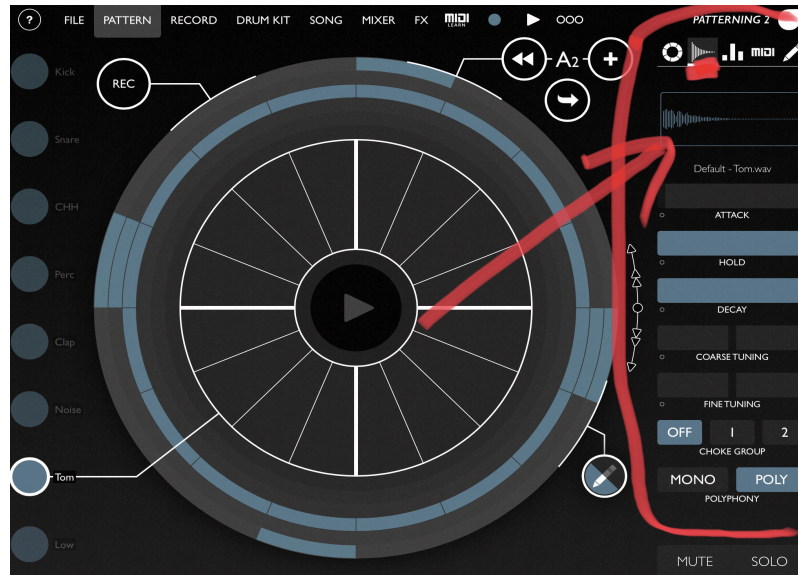 ? FILE PATTERN RECORD DRUM KIT SONG MIXER FX MIDI LEARN PATTERNING 2
Kick
REC
A2
+
MIDI
Snare
Default - Tom.wav
CHH
ATTACK
HOLD
Perc
DECAY
Clap
COARSE TUNING
Noise
FINE TUNING
OFF 1 2
CHOKE GROUP
Tom
MONO POLY
POLYPHONY
Low
MUTE SOLO